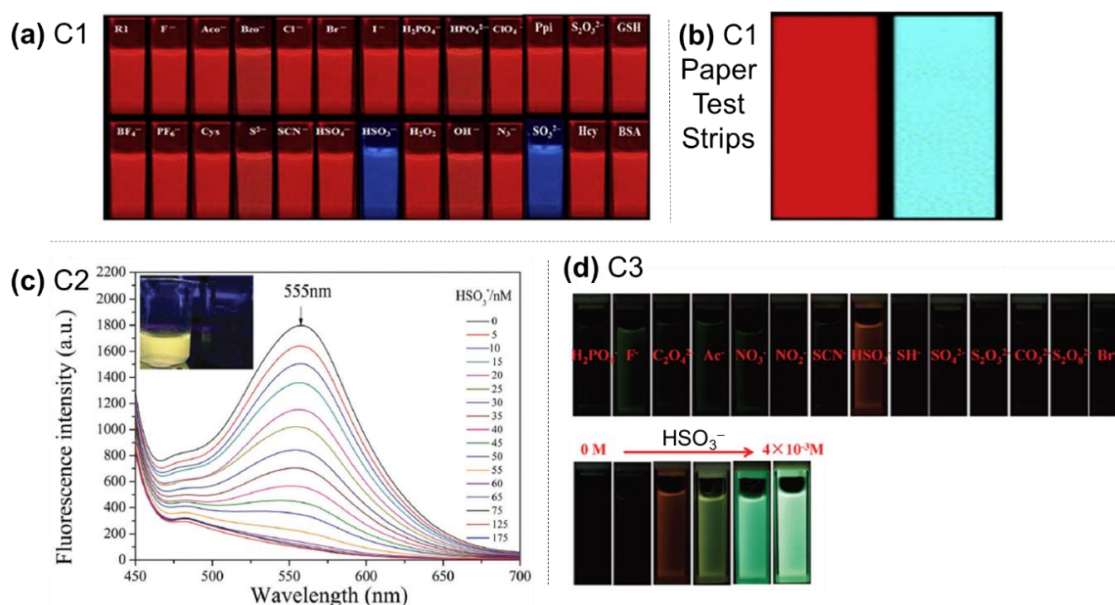 (a) C1
R1 F⁻ Aco⁻ Bzo⁻ Cl⁻ Br⁻ I⁻ H₂PO₄⁻ HPO₄²⁻ ClO₄⁻ Ppi S₂O₃²⁻ GSH
BF₄⁻ PF₆⁻ Cys S²⁻ SCN⁻ HSO₄⁻ HSO₃⁻ H₂O₂ OH⁻ N₃⁻ SO₃²⁻ Hcy BSA
(b) C1
Paper
Test
Strips
(c) C2
Fluorescence intensity (a.u.)
2200
2000
1800
1600
1400
1200
1000
800
600
400
200
0
450 500 550 600 650 700
Wavelength (nm)
555nm
HSO₃⁻/nM
0
5
10
15
20
25
30
35
40
45
50
55
60
65
75
125
175
(d) C3
H₂PO₄ F⁻ C₂O₄²⁻ Ac⁻ NO₃⁻ NO₂⁻ SCN⁻ HSO₃⁻ SH⁻ SO₄²⁻ S₂O₃²⁻ CO₃²⁻ S₂O₈²⁻ Br⁻
HSO₃⁻
0 M 4×10⁻³M